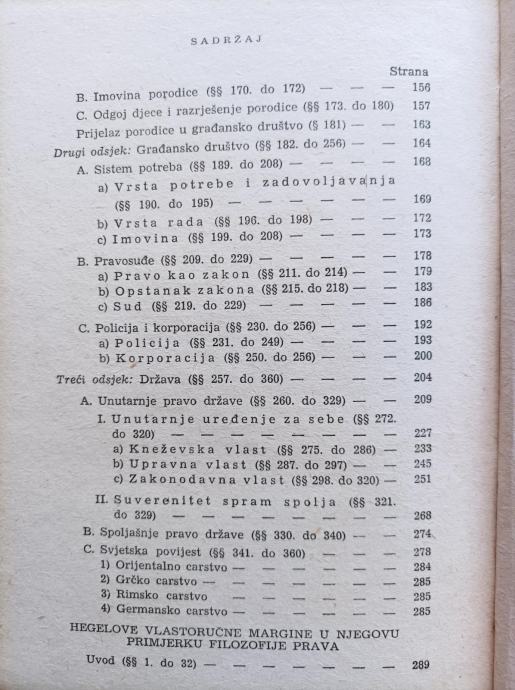 SADRŽAJ
Strana
B. Imovina porodice (§§ 170. do 172) — — — 156
C. Odgoj djece i razrješenje porodice (§§ 173. do 180) 157
Prijelaz porodice u građansko društvo (§ 181) — — 163
Drugi odsjek: Građansko društvo (§§ 182. do 256) — — 164
A. Sistem potreba (§§ 189. do 208) — — — — 168
a) Vrsta potrebe i zadovoljavanja
(§§ 190. do 195) — — — — — — 169
b) Vrsta rada (§§ 196. do 198) — — — 172
c) Imovina (§§ 199. do 208) — — — — 173
B. Pravosuđe (§§ 209. do 229) — — — — — 178
a) Pravo kao zakon (§§ 211. do 214) — — 179
b) Opstanak zakona (§§ 215. do 218) — — 183
c) Sud (§§ 219. do 229) — — — — — 186
C. Policija i korporacija (§§ 230. do 256) — — — 192
a) Policija (§§ 231. do 249) — — — — 193
b) Korporacija (§§ 250. do 256) — — — 200
Treći odsjek: Država (§§ 257. do 360) — — — — 204
A. Unutarnje pravo države (§§ 260. do 329) — — 209
I. Unutarnje uređenje za sebe (§§ 272.
do 320) — — — — — — — — 227
a) Kneževska vlast (§§ 275. do 286) — — 233
b) Upravna vlast (§§ 287. do 297) — — — 245
c) Zakonodavna vlast (§§ 298. do 320) — — 251
II. Suverenitet spram spolja (§§ 321.
do 329) — — — — — — — — 268
B. Spoljašnje pravo države (§§ 330. do 340) — — 274
C. Svjetska povijest (§§ 341. do 360) — — — — 278
1) Orijentalno carstvo — — — — — — 284
2) Grčko carstvo — — — — — — — 285
3) Rimsko carstvo — — — — — — 285
4) Germansko carstvo — — — — — — 285
HEGELOVE VLASTORUČNE MARGINE U NJEGOVU
PRIMJERKU FILOZOFIJE PRAVA
Uvod (§§ 1. do 32) — — — — — — — 289